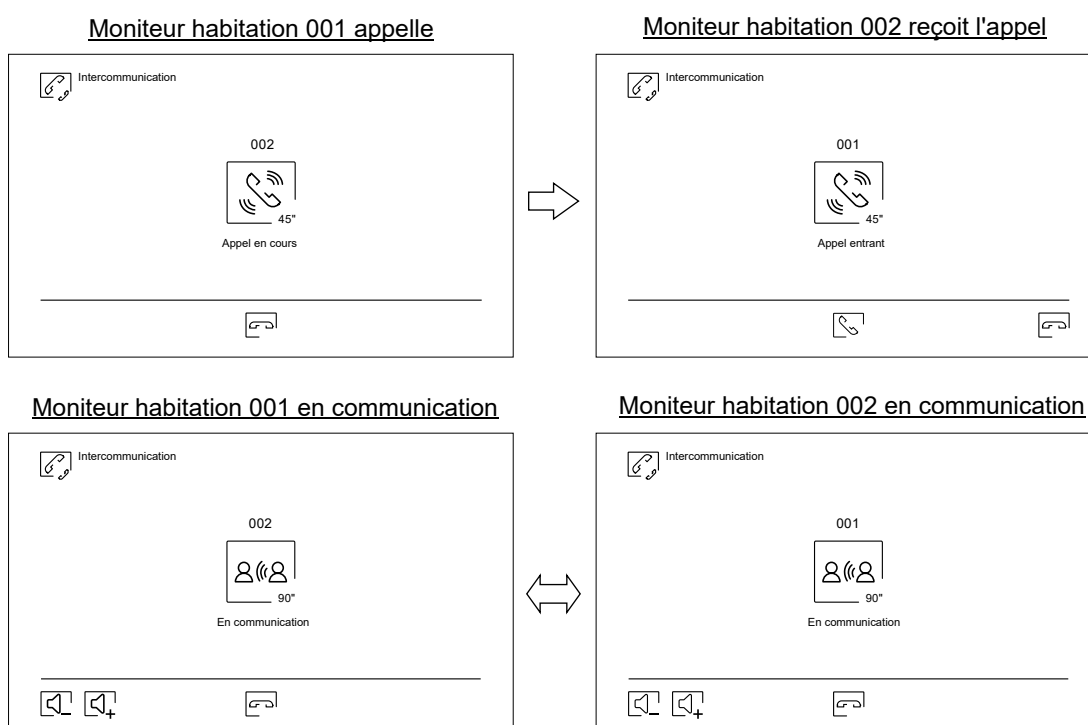 Moniteur habitation 001 appelle
Moniteur habitation 002 reçoit l'appel
Intercommunication
002
45"
Appel en cours
Intercommunication
001
45"
Appel entrant
Moniteur habitation 001 en communication
Moniteur habitation 002 en communication
Intercommunication
002
90"
En communication
Intercommunication
001
90"
En communication